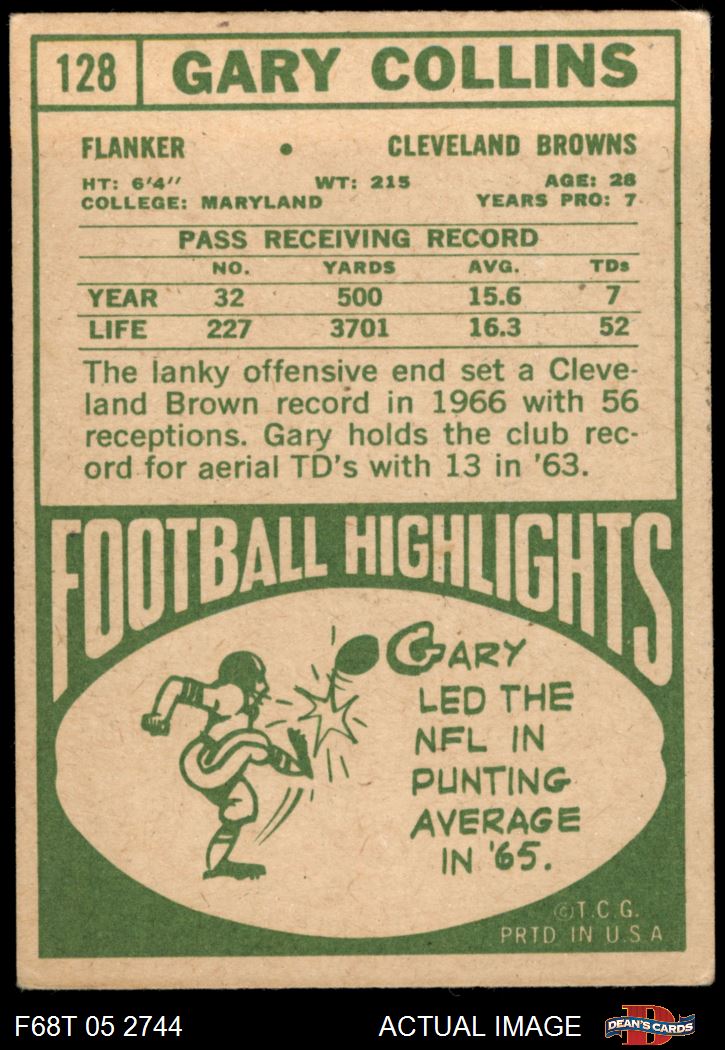 128 GARY COLLINS
FLANKER • CLEVELAND BROWNS
HT: 6'4" WT: 215 AGE: 28
COLLEGE: MARYLAND YEARS PRO: 7
PASS RECEIVING RECORD
NO. YARDS AVG. TDs
YEAR 32 500 15.6 7
LIFE 227 3701 16.3 52
The lanky offensive end set a Cleve-
land Brown record in 1966 with 56
receptions. Gary holds the club rec-
ord for aerial TD's with 13 in '63.
FOOTBALL HIGHLIGHTS
GARY
LED THE
NFL IN
PUNTING
AVERAGE
IN '65.
©T.C.G.
PRTD IN U.S.A
F68T 05 2744 ACTUAL IMAGE DEAN'S CARDS